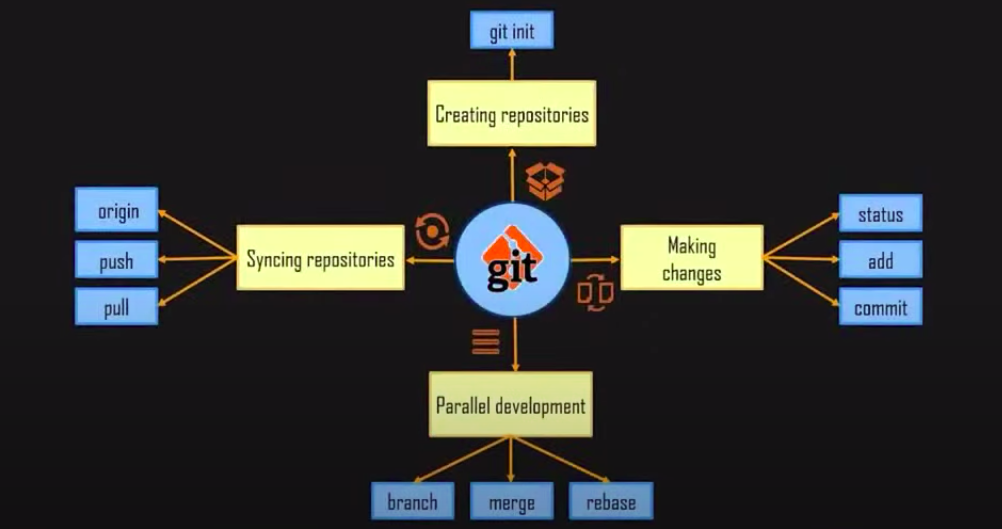 git init
Creating repositories
origin
push
pull
Syncing repositories
git
Making
changes
status
add
commit
Parallel development
branch
merge
rebase